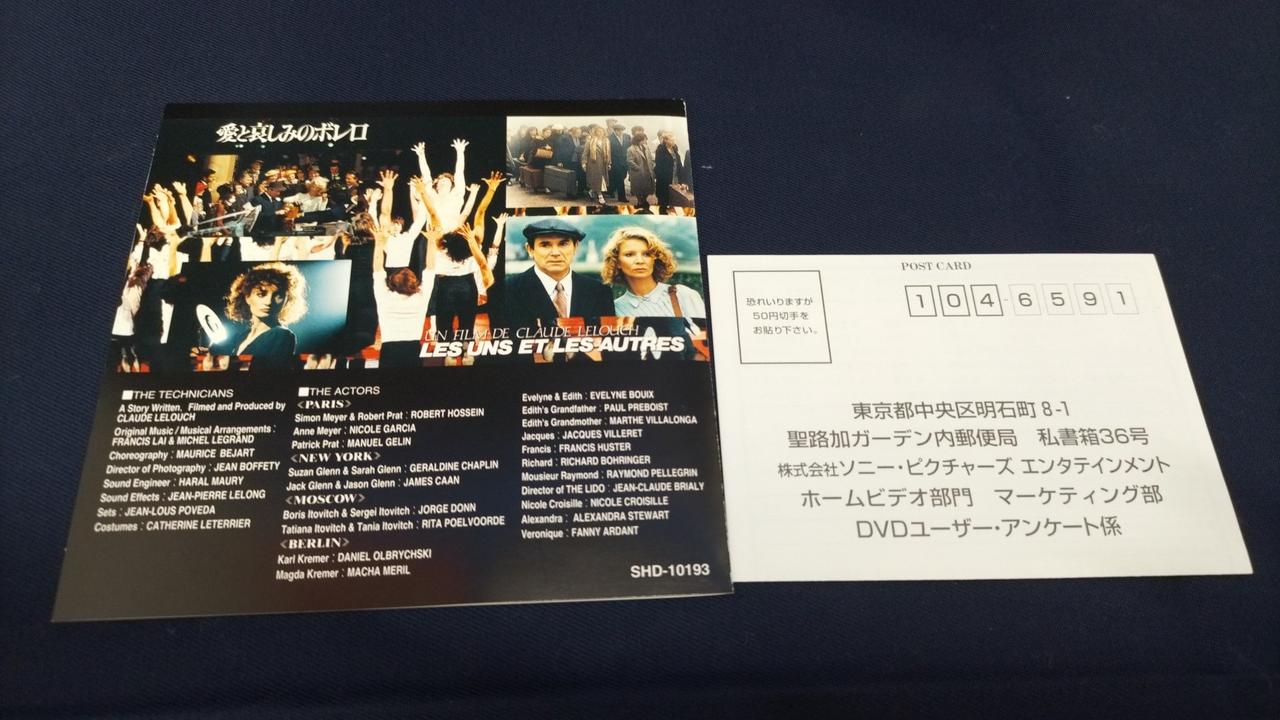 愛と哀しみのボレロ
UN FILM DE CLAUDE LELOUCH
LES UNS ET LES AUTRES
■THE TECHNICIANS
A Story Written, Filmed and Produced by
CLAUDE LELOUCH
Original Music / Musical Arrangements :
FRANCIS LAI & MICHEL LEGRAND
Choreography : MAURICE BEJART
Director of Photography : JEAN BOFFETY
Sound Engineer : HARAL MAURY
Sound Effects : JEAN-PIERRE LELONG
Sets : JEAN-LOUS POVEDA
Costumes : CATHERINE LETERRIER
■THE ACTORS
<PARIS>
Simon Meyer & Robert Prat : ROBERT HOSSEIN
Anne Meyer : NICOLE GARCIA
Patrick Prat : MANUEL GELIN
<NEW YORK>
Suzan Glenn & Sarah Glenn : GERALDINE CHAPLIN
Jack Glenn & Jason Glenn : JAMES CAAN
<MOSCOW>
Boris Itovitch & Sergei Itovitch : JORGE DONN
Tatiana Itovitch & Tania Itovitch : RITA POELVOORDE
<BERLIN>
Karl Kremer : DANIEL OLBRYCHSKI
Magda Kremer : MACHA MERIL
Evelyne & Edith : EVELYNE BOUIX
Edith's Grandfather : PAUL PREBOIST
Edith's Grandmother : MARTHE VILLALONGA
Jacques : JACQUES VILLERET
Francis : FRANCIS HUSTER
Richard : RICHARD BOHRINGER
Mousieur Raymond : RAYMOND PELLEGRIN
Director of THE LIDO : JEAN-CLAUDE BRIALY
Nicole Croisille : NICOLE CROISILLE
Alexandra : ALEXANDRA STEWART
Veronique : FANNY ARDANT
SHD-10193
POST CARD
恐れいりますが
50円切手を
お貼り下さい。
104-6591
東京都中央区明石町 8-1
聖路加ガーデン内郵便局 私書箱36号
株式会社ソニー・ピクチャーズ エンタテインメント
ホームビデオ部門 マーケティング部
DVDユーザー・アンケート係